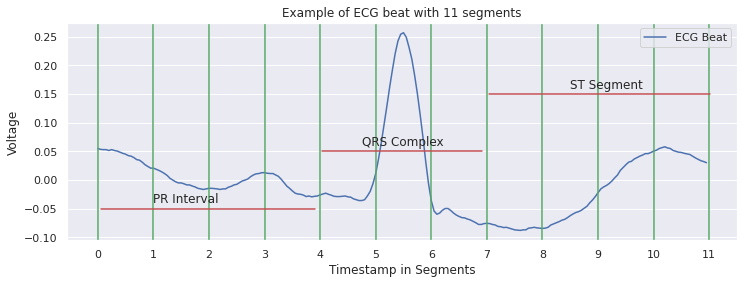 Example of ECG beat with 11 segments
ECG Beat
0.25
0.20
ST Segment
0.15
0.10
QRS Complex
0.05
0.00
PR Interval
−0.05
−0.10
Voltage
0 1 2 3 4 5 6 7 8 9 10 11
Timestamp in Segments